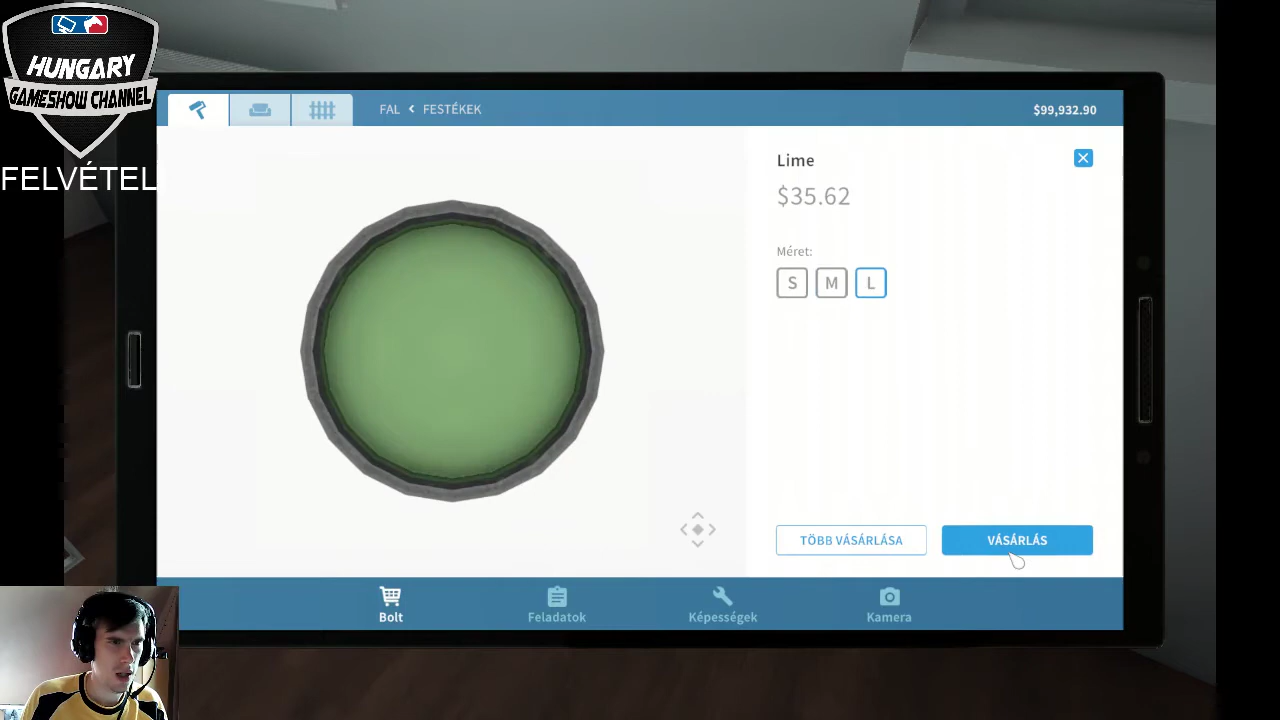 HUNGARY
GAMESHOW CHANNEL
FELVÉTEL
FAL < FESTÉKEK
$99,932.90
Lime
$35.62
Méret:
S M L
TÖBB VÁSÁRLÁSA
VÁSÁRLÁS
Bolt
Feladatok
Képességek
Kamera